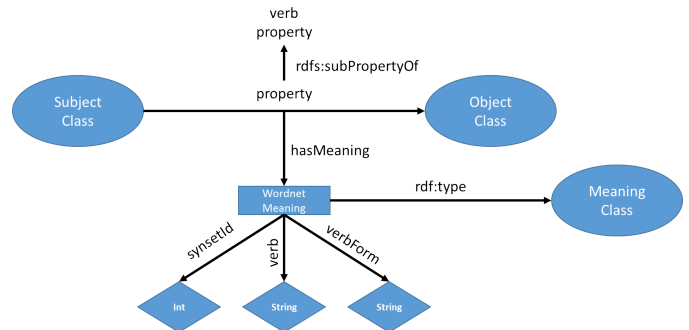 verb
property
rdfs:subPropertyOf
Subject
Class
property
Object
Class
hasMeaning
Wordnet
Meaning
rdf:type
Meaning
Class
synsetId
verb
verbForm
Int
String
String